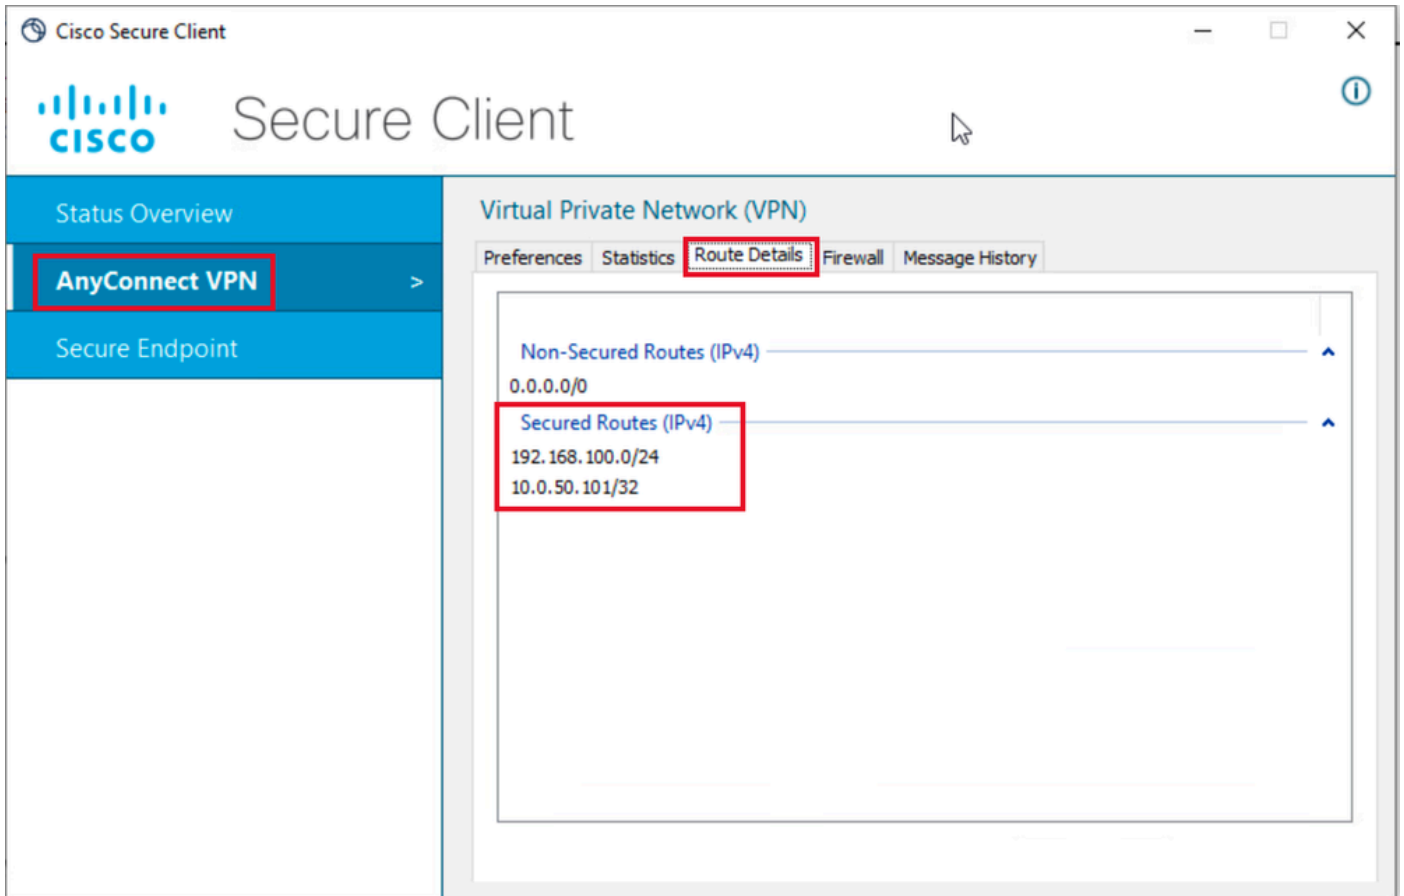 Cisco Secure Client
CISCO
Secure Client
Status Overview
AnyConnect VPN >
Secure Endpoint
Virtual Private Network (VPN)
Preferences Statistics Route Details Firewall Message History
Non-Secured Routes (IPv4)
0.0.0.0/0
Secured Routes (IPv4)
192.168.100.0/24
10.0.50.101/32